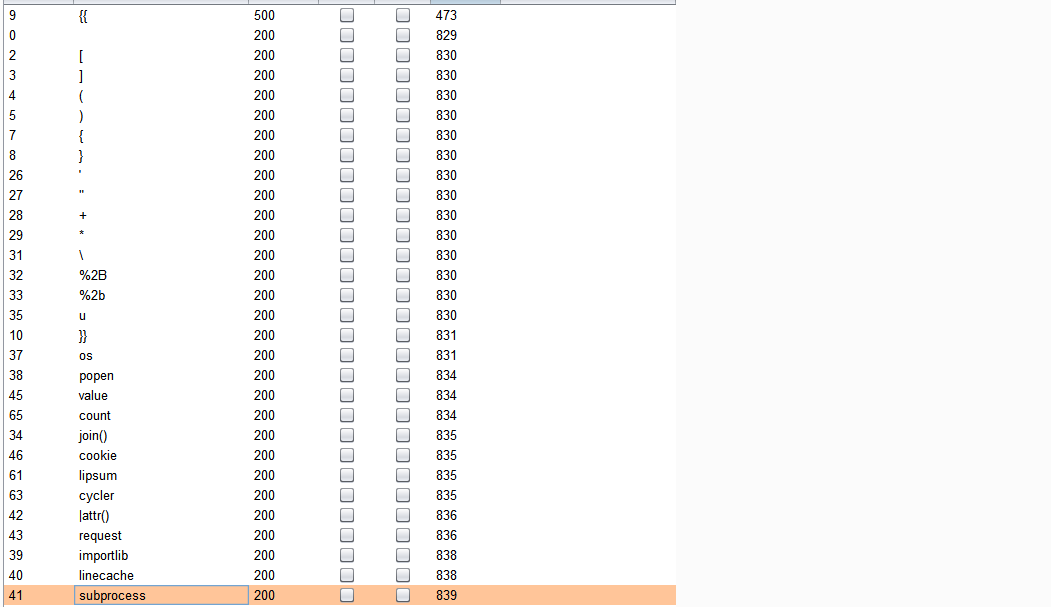 9 {{ 500 473
0 200 829
2 [ 200 830
3 ] 200 830
4 ( 200 830
5 ) 200 830
7 { 200 830
8 } 200 830
26 ' 200 830
27 " 200 830
28 + 200 830
29 * 200 830
31 \ 200 830
32 %2B 200 830
33 %2b 200 830
35 u 200 830
10 }} 200 831
37 os 200 831
38 popen 200 834
45 value 200 834
65 count 200 834
34 join() 200 835
46 cookie 200 835
61 lipsum 200 835
63 cycler 200 835
42 |attr() 200 836
43 request 200 836
39 importlib 200 838
40 linecache 200 838
41 subprocess 200 839